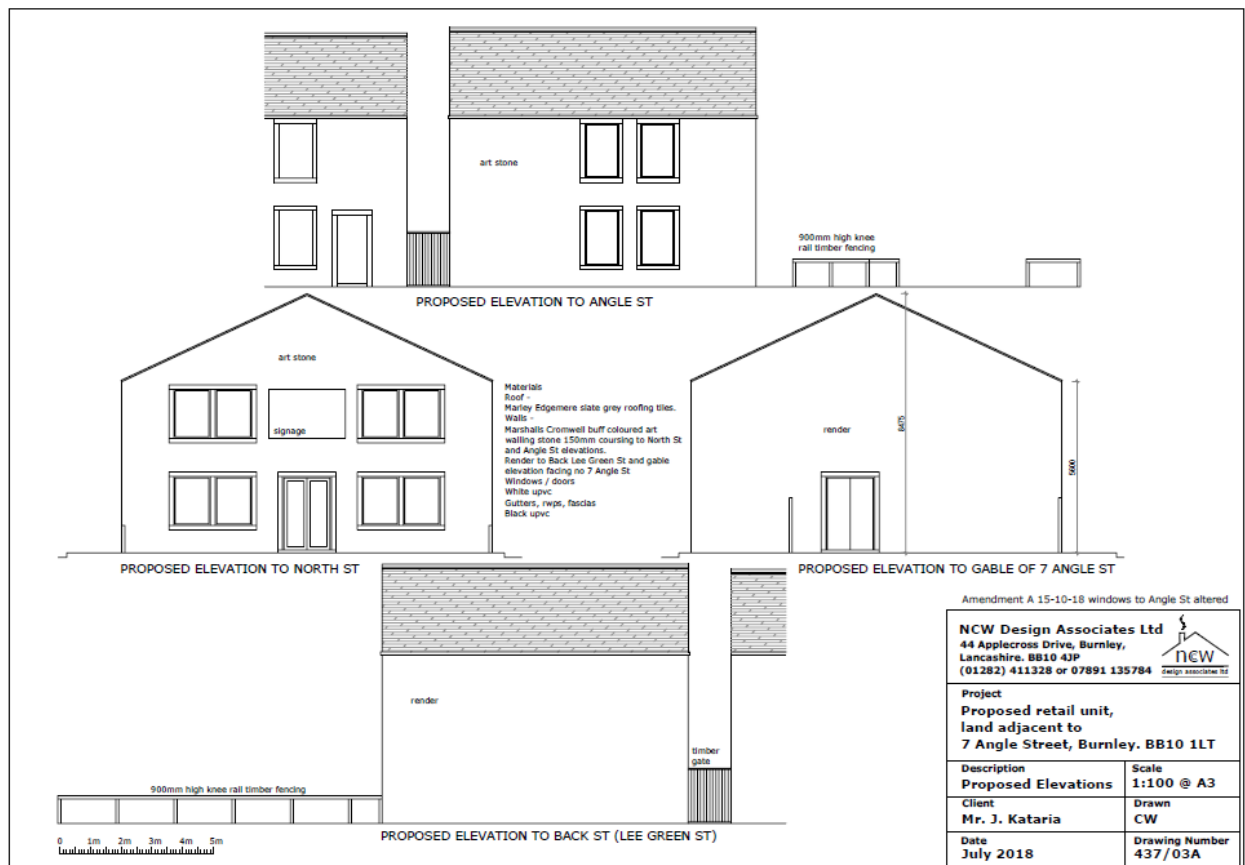 art stone
900mm high knee
rail timber fencing
PROPOSED ELEVATION TO ANGLE ST
art stone
signage
Materials
Roof -
Marley Edgemere slate grey roofing tiles.
Walls -
Marshalls Cromwell buff coloured art
walling stone 150mm coursing to North St
and Angle St elevations.
Render to Back Lee Green St and gable
elevation facing no 7 Angle St
Windows / doors
White upvc
Gutters, rwps, fascias
Black upvc
render
8475
5600
PROPOSED ELEVATION TO NORTH ST
PROPOSED ELEVATION TO GABLE OF 7 ANGLE ST
render
timber
gate
900mm high knee rail timber fencing
PROPOSED ELEVATION TO BACK ST (LEE GREEN ST)
0 1m 2m 3m 4m 5m
Amendment A 15-10-18 windows to Angle St altered
NCW Design Associates Ltd
44 Applecross Drive, Burnley,
Lancashire. BB10 4JP
(01282) 411328 or 07891 135784
ncw
design associates ltd
Project
Proposed retail unit,
land adjacent to
7 Angle Street, Burnley. BB10 1LT
Description
Proposed Elevations
Scale
1:100 @ A3
Client
Mr. J. Kataria
Drawn
CW
Date
July 2018
Drawing Number
437/03A